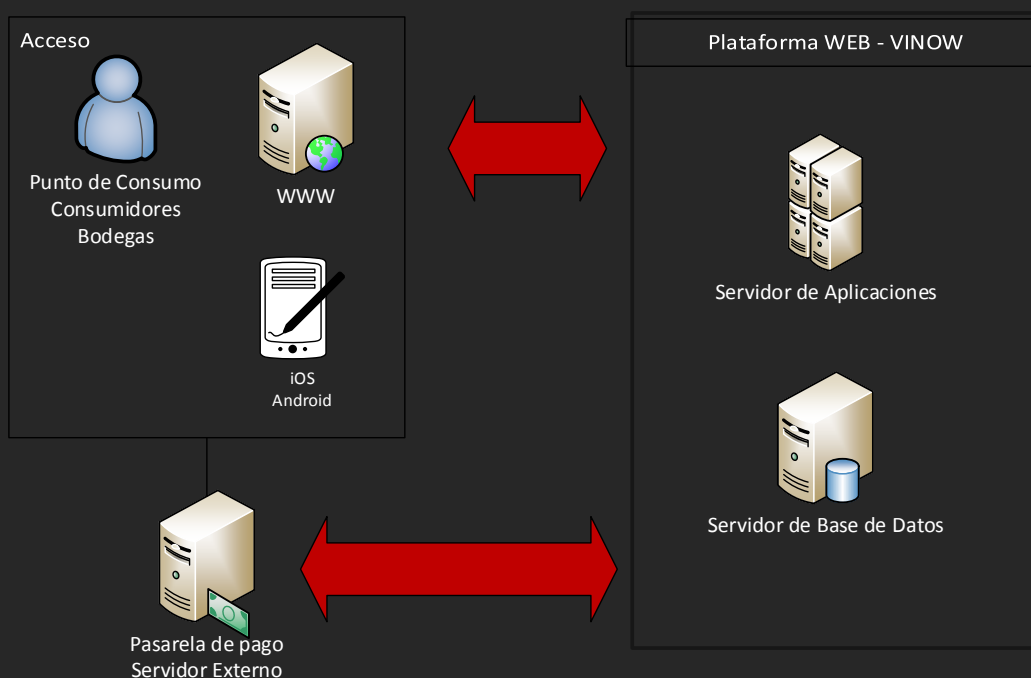 Acceso
Plataforma WEB - VINOW
Punto de Consumo
Consumidores
Bodegas
WWW
iOS
Android
Servidor de Aplicaciones
Servidor de Base de Datos
Pasarela de pago
Servidor Externo